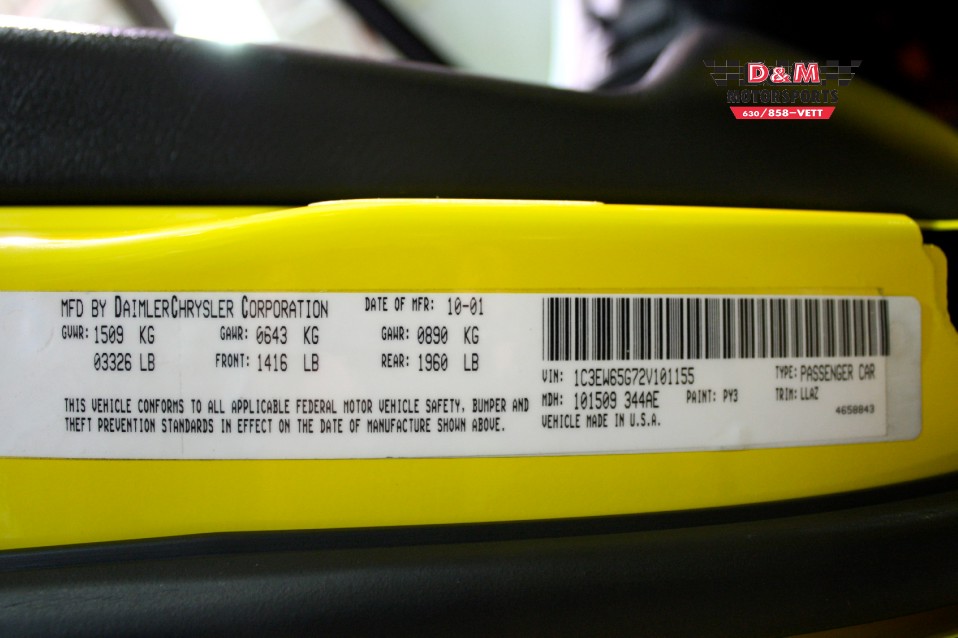 D&M
MOTORSPORTS
630/858-VETT
MFD BY DAIMLERCHRYSLER CORPORATION DATE OF MFR: 10-01
GVWR: 1509 KG GAWR: 0643 KG GAWR: 0890 KG
03326 LB FRONT: 1416 LB REAR: 1960 LB
THIS VEHICLE CONFORMS TO ALL APPLICABLE FEDERAL MOTOR VEHICLE SAFETY, BUMPER AND
THEFT PREVENTION STANDARDS IN EFFECT ON THE DATE OF MANUFACTURE SHOWN ABOVE.
VIN: 1C3EW65G72V101155 TYPE: PASSENGER CAR
MDH: 101509 344AE PAINT: PY3 TRIM: LLAZ
VEHICLE MADE IN U.S.A. 4658843